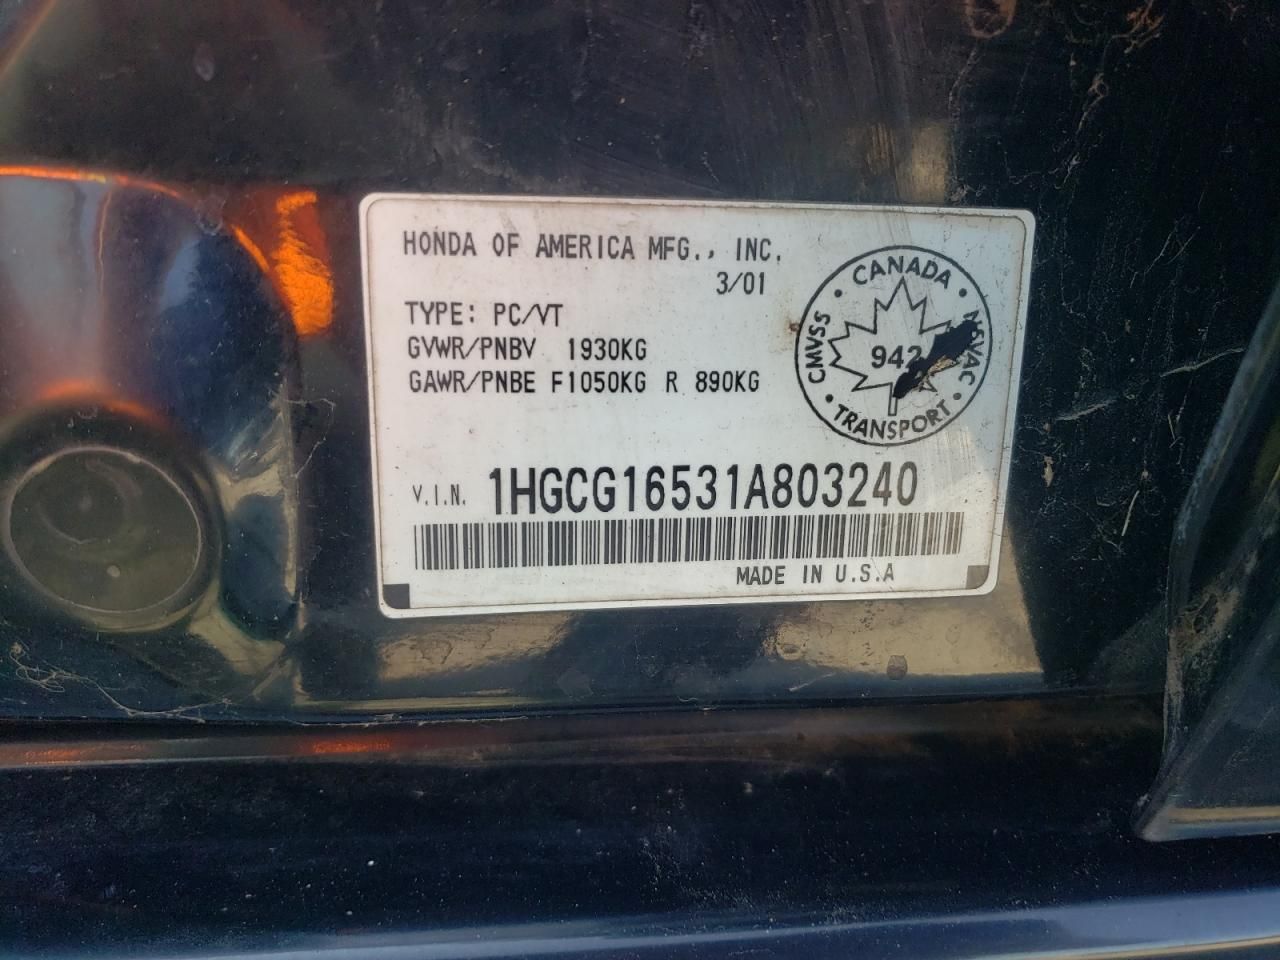 HONDA OF AMERICA MFG., INC.
3/01
TYPE: PC/VT
GVWR/PNBV 1930KG
GAWR/PNBE F1050KG R 890KG
CANADA
CMVSS
TRANSPORT
V.I.N. 1HGCG16531A803240
MADE IN U.S.A